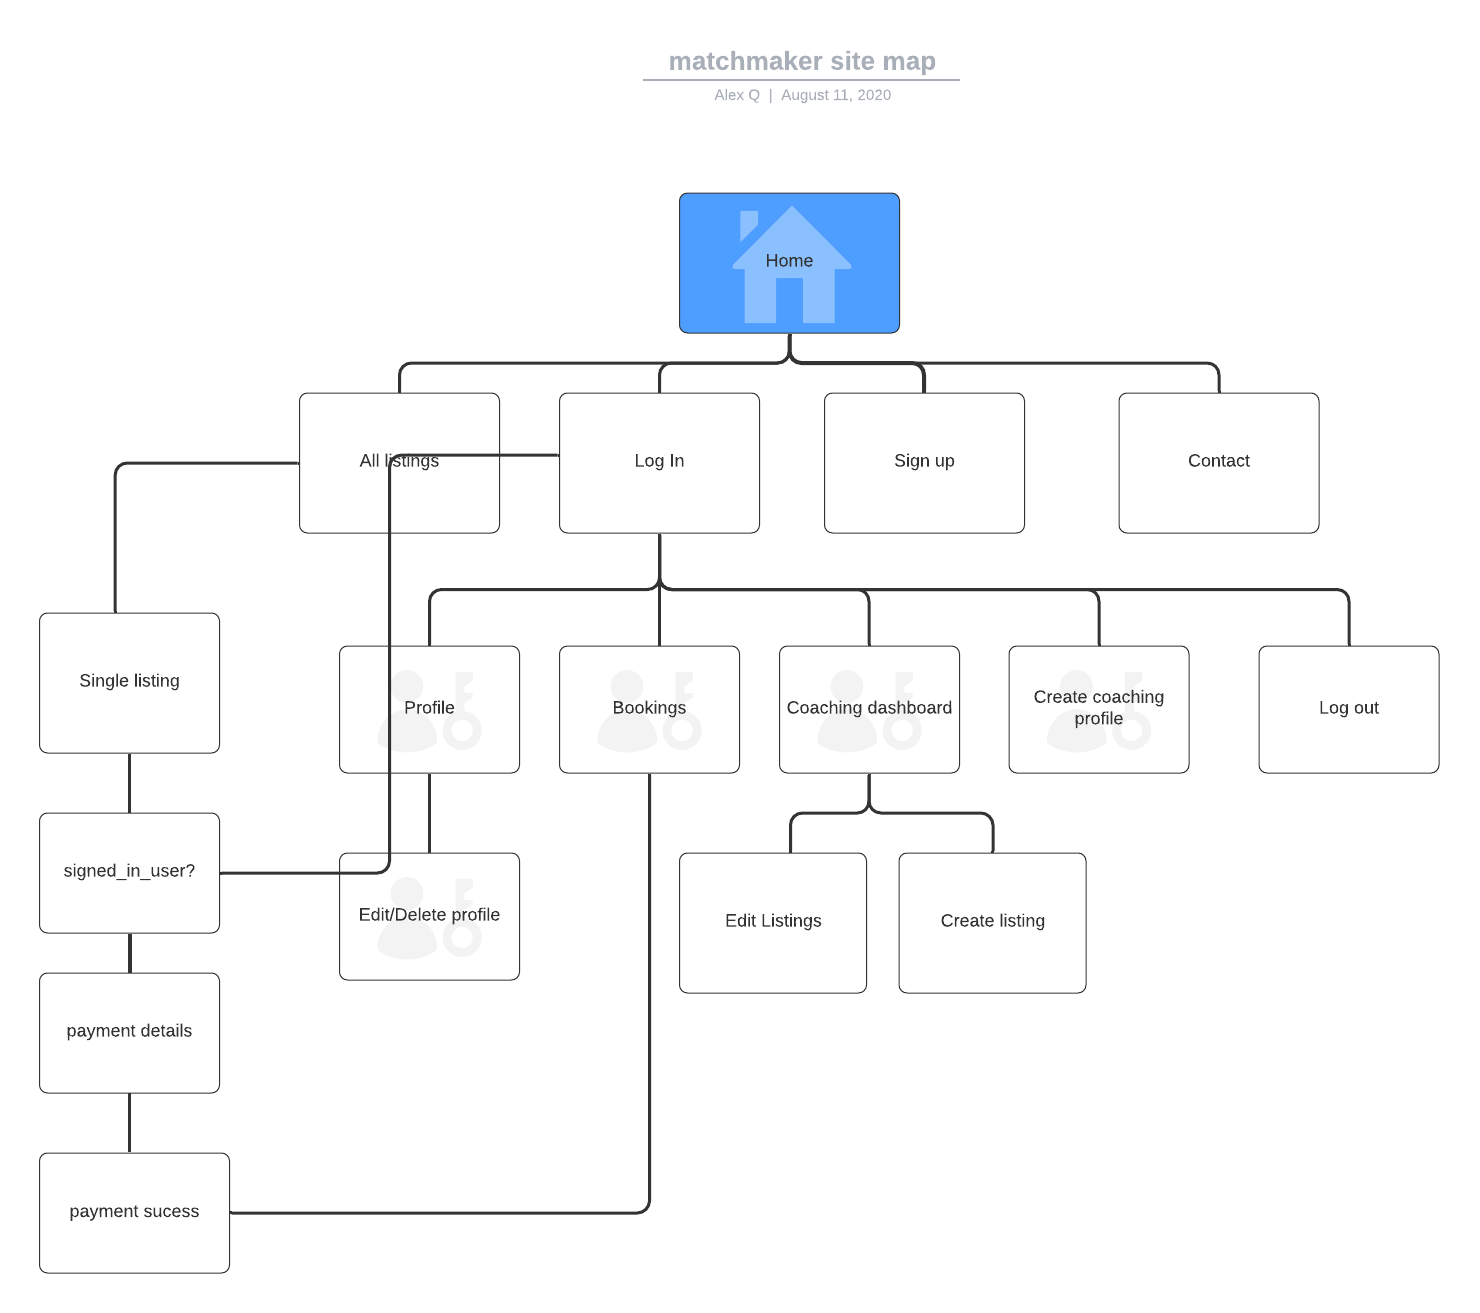 matchmaker site map
Alex Q | August 11, 2020
Home
All listings
Log In
Sign up
Contact
Single listing
Profile
Bookings
Coaching dashboard
Create coaching
profile
Log out
signed_in_user?
Edit/Delete profile
Edit Listings
Create listing
payment details
payment sucess